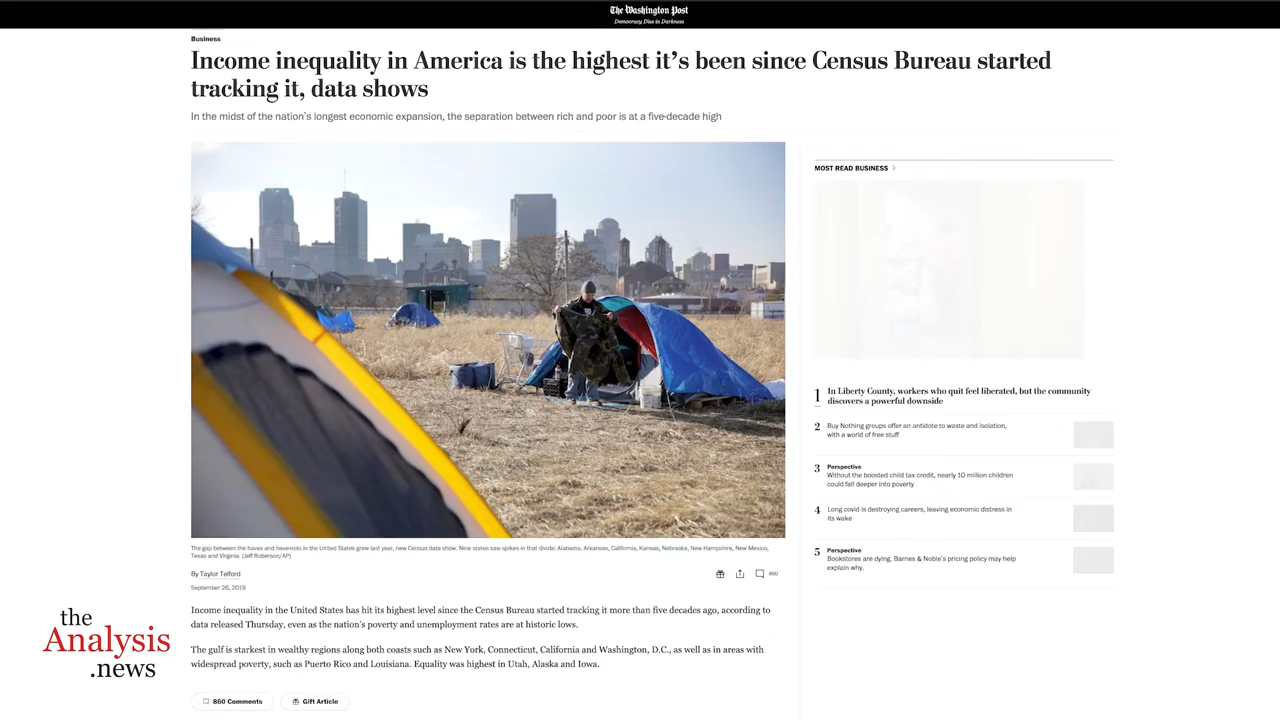 The Washington Post
Democracy Dies in Darkness
Business
Income inequality in America is the highest it's been since Census Bureau started
tracking it, data shows
In the midst of the nation's longest economic expansion, the separation between rich and poor is at a five-decade high
The gap between the haves and have-nots in the United States grew last year, new Census data show. Nine states saw spikes in that divide: Alabama, Arkansas, California, Kansas, Nebraska, New Hampshire, New Mexico,
Texas and Virginia. (Jeff Roberson/AP)
By Taylor Telford
860
September 26, 2019
Income inequality in the United States has hit its highest level since the Census Bureau started tracking it more than five decades ago, according to
data released Thursday, even as the nation's poverty and unemployment rates are at historic lows.
The gulf is starkest in wealthy regions along both coasts such as New York, Connecticut, California and Washington, D.C., as well as in areas with
widespread poverty, such as Puerto Rico and Louisiana. Equality was highest in Utah, Alaska and Iowa.
860 Comments
Gift Article
MOST READ BUSINESS
1
In Liberty County, workers who quit feel liberated, but the community
discovers a powerful downside
2
Buy Nothing groups offer an antidote to waste and isolation,
with a world of free stuff
3
Perspective
Without the boosted child tax credit, nearly 10 million children
could fall deeper into poverty
4
Long covid is destroying careers, leaving economic distress in
its wake
5
Perspective
Bookstores are dying. Barnes & Noble's pricing policy may help
explain why.
the
Analysis
.news